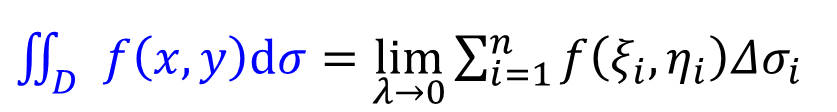 ∬_D f(x,y)dσ = lim_{λ→0} ∑_{i=1}^{n} f(ξ_i,η_i)Δσ_i